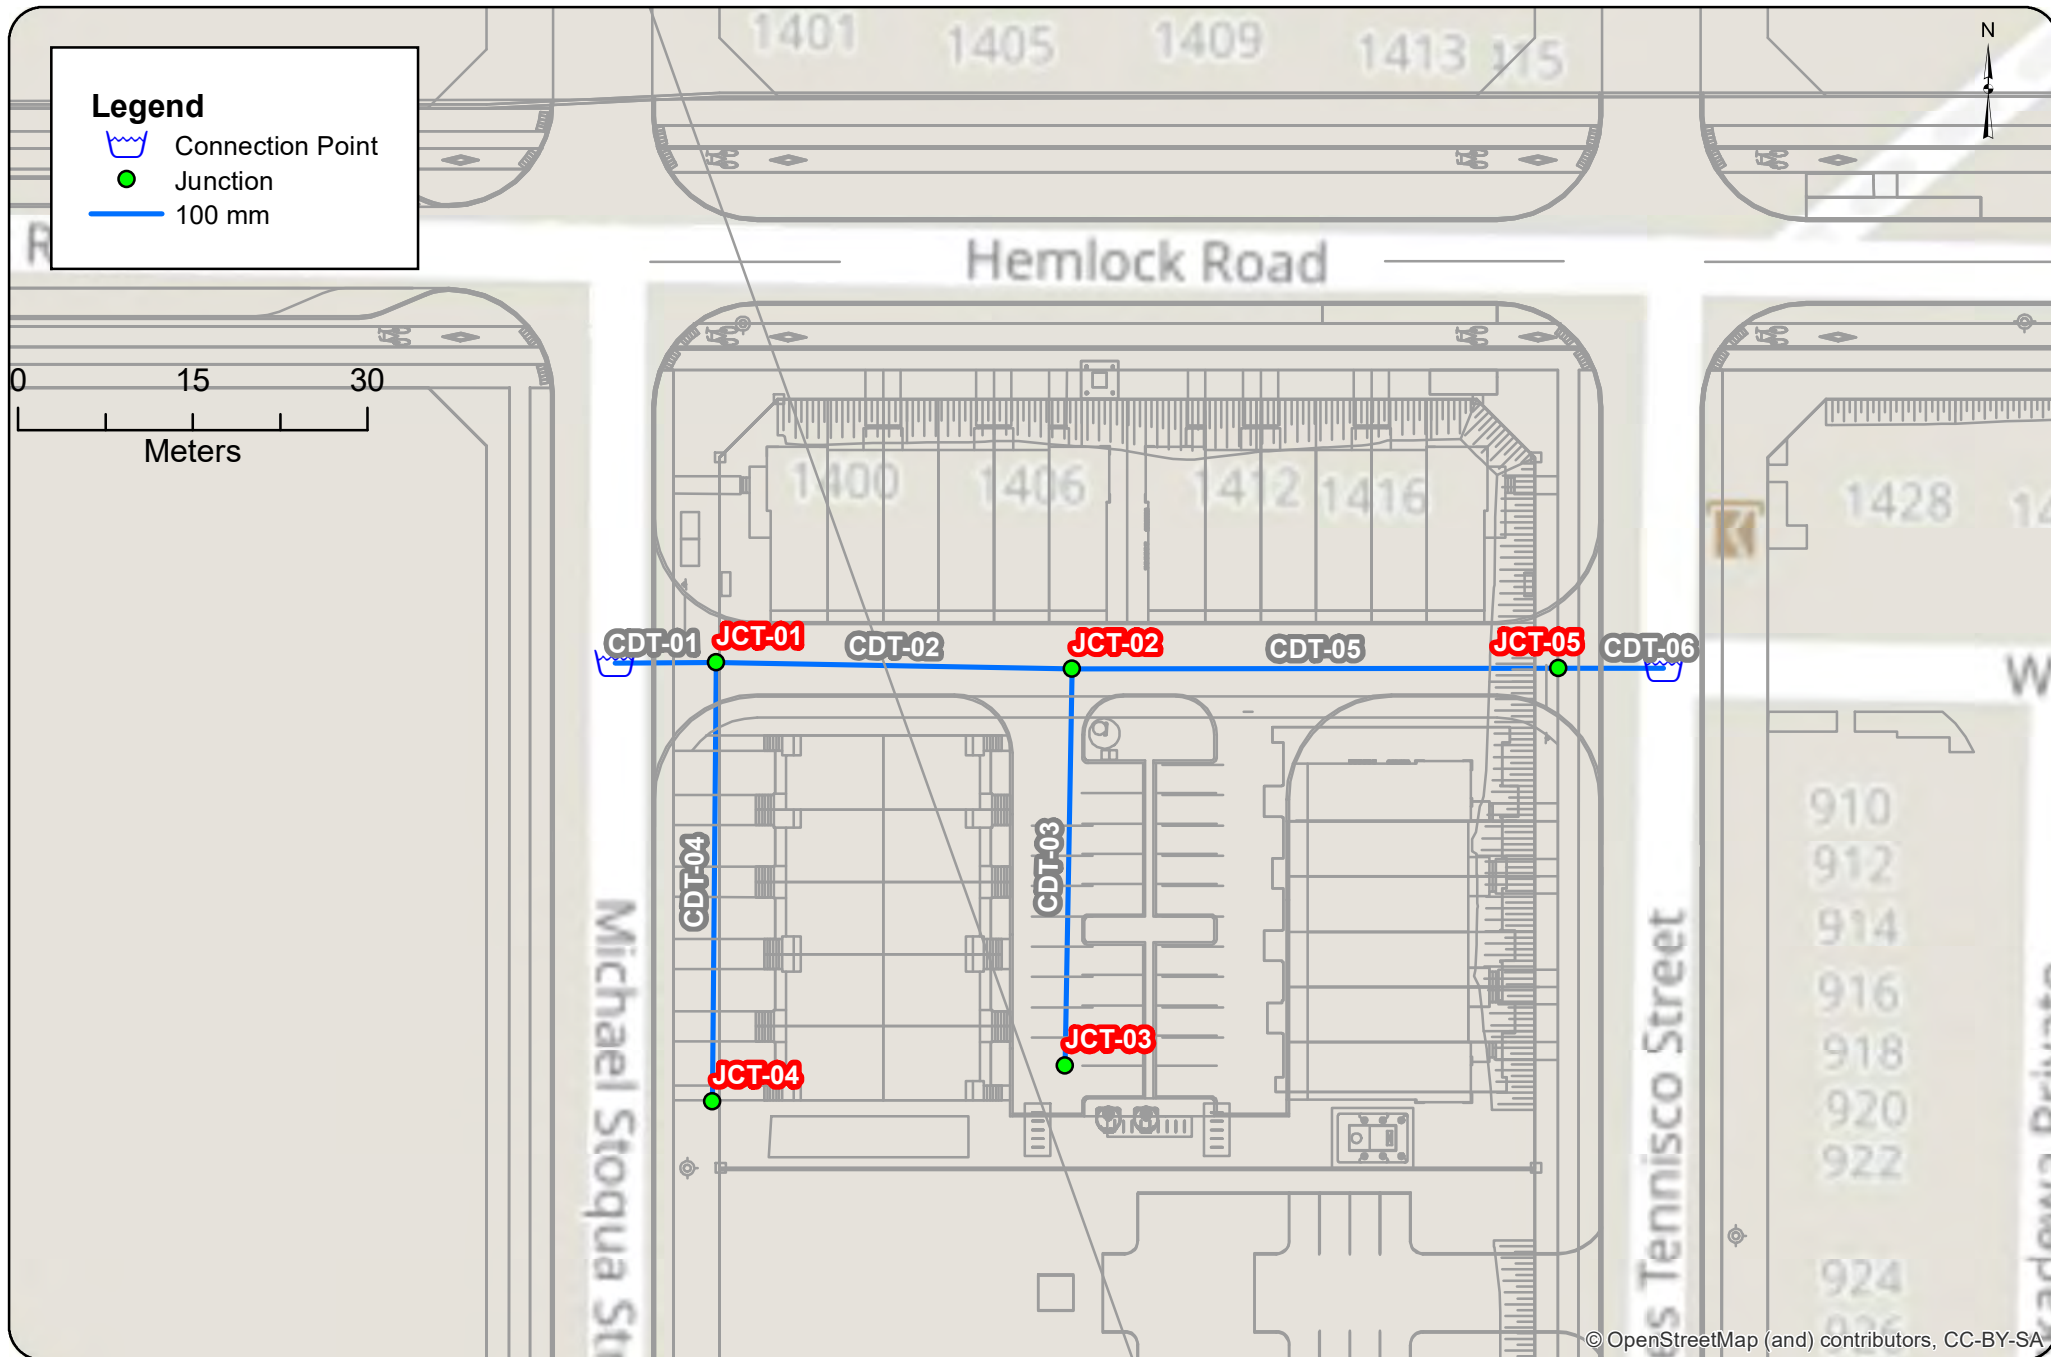 1401
1405
1409
1413
N
Legend
Connection Point
Junction
100 mm
R
Hemlock Road
0 15 30
Meters
1400
1406
1412
1416
1428
CDT-01
JCT-01
CDT-02
JCT-02
CDT-05
JCT-05
CDT-06
W
CDT-04
CDT-03
JCT-03
JCT-04
Michael Stoqua Str
es Tennisco Street
910
912
914
916
918
920
922
924
926
© OpenStreetMap (and) contributors, CC-BY-SA